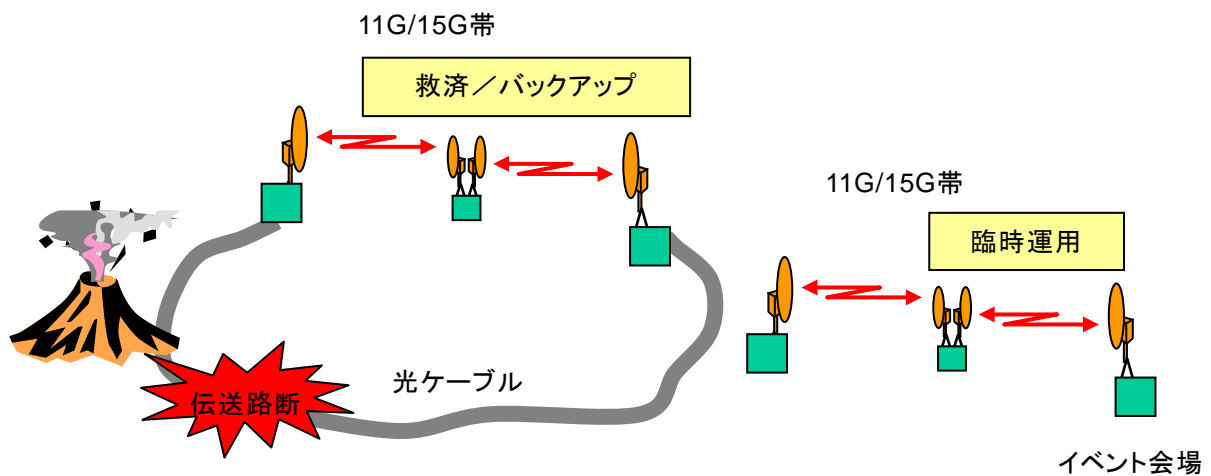 11G/15G帯
救済／バックアップ
11G/15G帯
臨時運用
光ケーブル
伝送路断
イベント会場